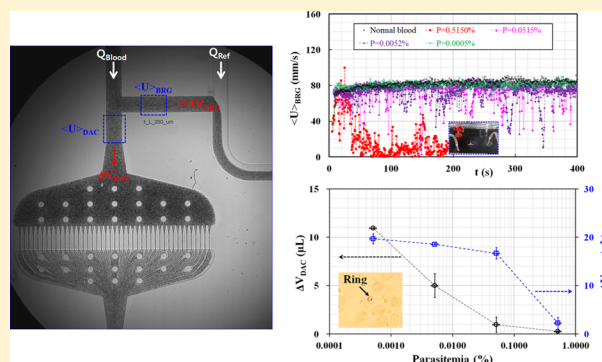 Q_Blood
Q_Ref
<U>_BRG
<U>_DAC
ΔV_DAC
<U>_BRG (mm/s)
160
120
80
40
0
Normal blood
P=0.5150%
P=0.0515%
P=0.0052%
P=0.0005%
0
100
200
300
400
t (s)
ΔV_DAC (μL)
15
10
5
0
30
20
10
0
Ring
0.0001
0.0010
0.0100
0.1000
1.0000
Parasitemia (%)